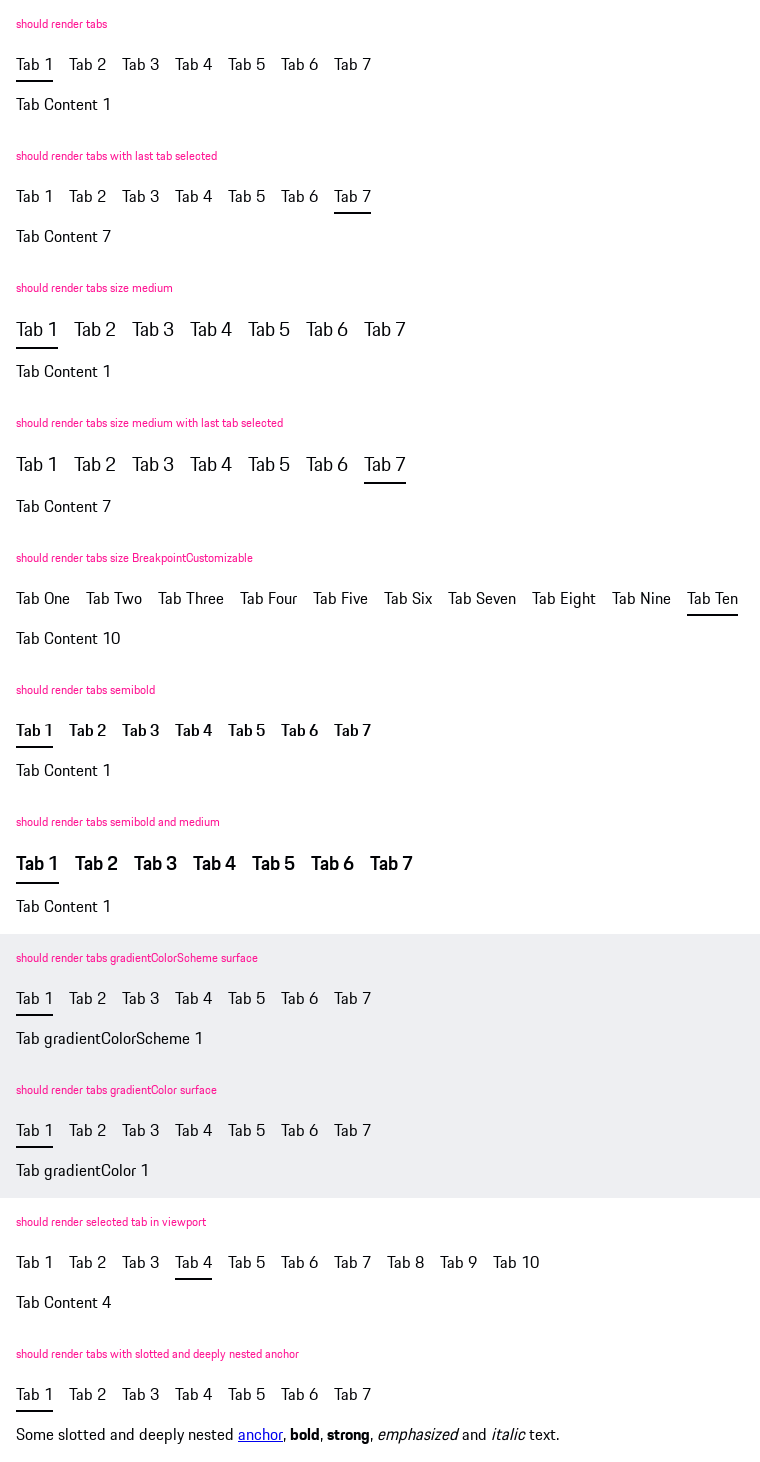 should render tabs
Tab 1 Tab 2 Tab 3 Tab 4 Tab 5 Tab 6 Tab 7
Tab Content 1
should render tabs with last tab selected
Tab 1 Tab 2 Tab 3 Tab 4 Tab 5 Tab 6 Tab 7
Tab Content 7
should render tabs size medium
Tab 1 Tab 2 Tab 3 Tab 4 Tab 5 Tab 6 Tab 7
Tab Content 1
should render tabs size medium with last tab selected
Tab 1 Tab 2 Tab 3 Tab 4 Tab 5 Tab 6 Tab 7
Tab Content 7
should render tabs size BreakpointCustomizable
Tab One Tab Two Tab Three Tab Four Tab Five Tab Six Tab Seven Tab Eight Tab Nine Tab Ten
Tab Content 10
should render tabs semibold
Tab 1 Tab 2 Tab 3 Tab 4 Tab 5 Tab 6 Tab 7
Tab Content 1
should render tabs semibold and medium
Tab 1 Tab 2 Tab 3 Tab 4 Tab 5 Tab 6 Tab 7
Tab Content 1
should render tabs gradientColorScheme surface
Tab 1 Tab 2 Tab 3 Tab 4 Tab 5 Tab 6 Tab 7
Tab gradientColorScheme 1
should render tabs gradientColor surface
Tab 1 Tab 2 Tab 3 Tab 4 Tab 5 Tab 6 Tab 7
Tab gradientColor 1
should render selected tab in viewport
Tab 1 Tab 2 Tab 3 Tab 4 Tab 5 Tab 6 Tab 7 Tab 8 Tab 9 Tab 10
Tab Content 4
should render tabs with slotted and deeply nested anchor
Tab 1 Tab 2 Tab 3 Tab 4 Tab 5 Tab 6 Tab 7
Some slotted and deeply nested anchor, bold, strong, emphasized and italic text.